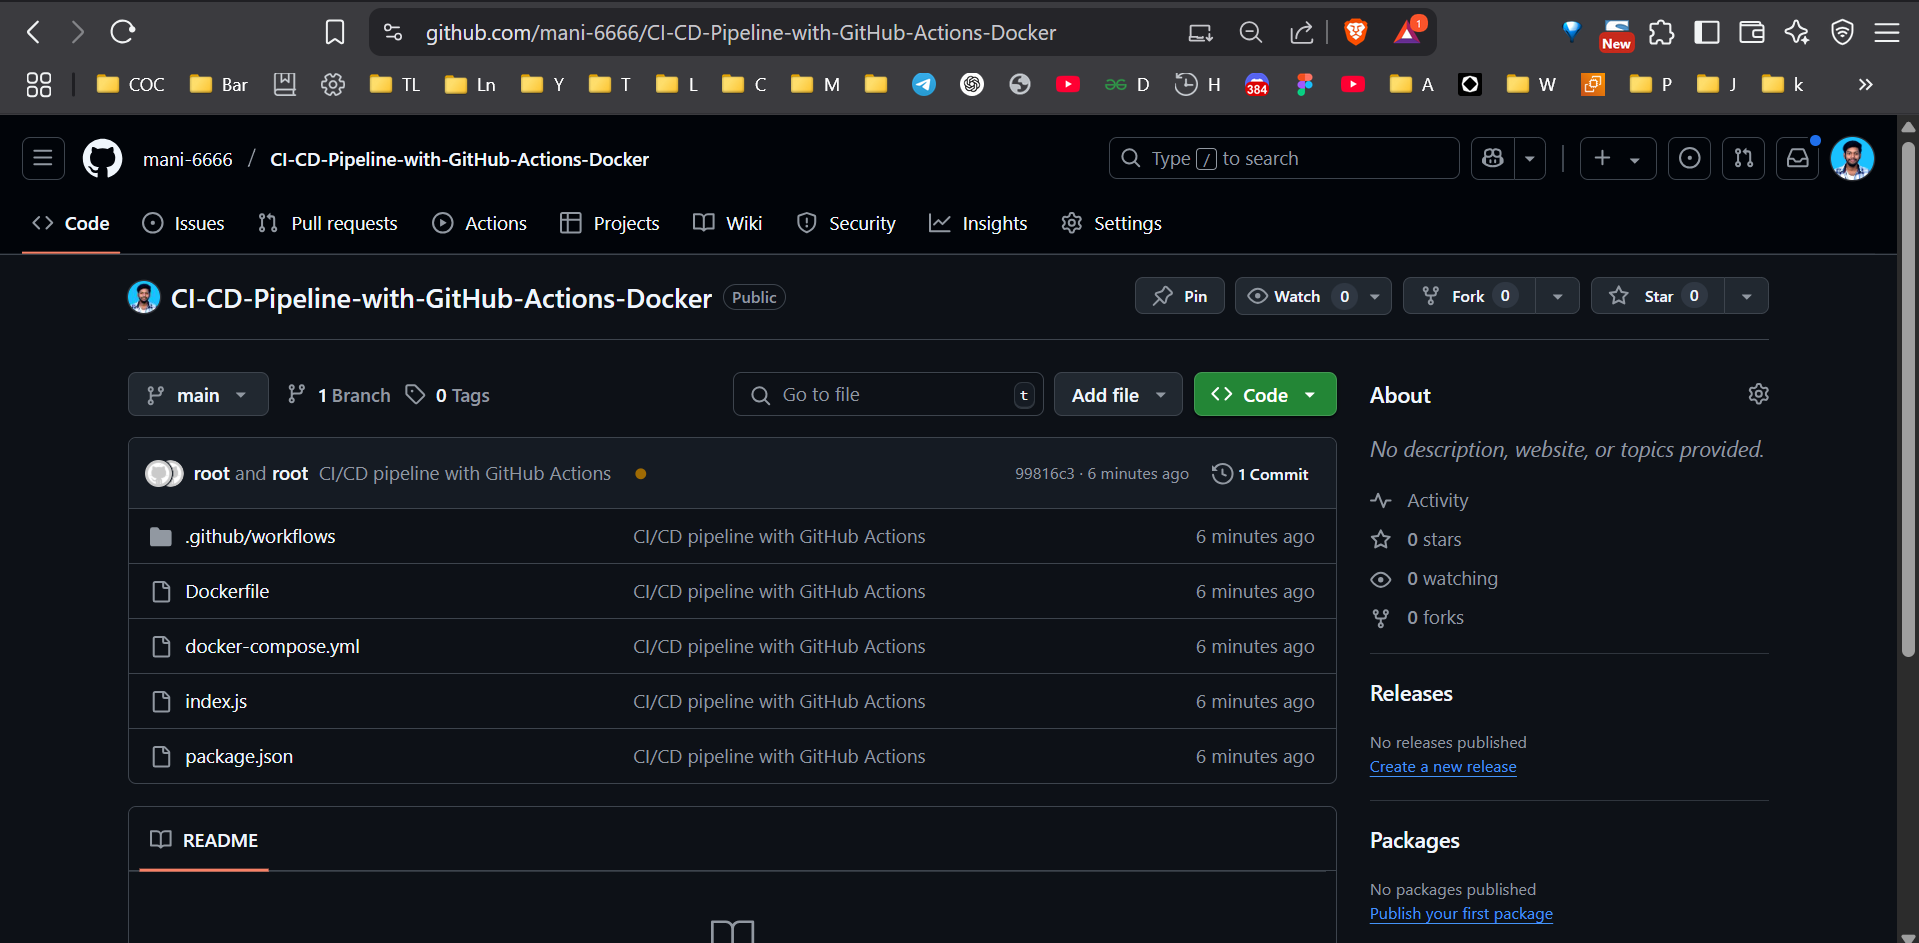 github.com/mani-6666/CI-CD-Pipeline-with-GitHub-Actions-Docker
1
New
COC Bar TL Ln Y T L C M D H 384 A W P J k
mani-6666 / CI-CD-Pipeline-with-GitHub-Actions-Docker
Type / to search
Code Issues Pull requests Actions Projects Wiki Security Insights Settings
CI-CD-Pipeline-with-GitHub-Actions-Docker Public
Pin Watch 0 Fork 0 Star 0
main 1 Branch 0 Tags
Go to file t
Add file
Code
root and root CI/CD pipeline with GitHub Actions 99816c3 · 6 minutes ago 1 Commit
.github/workflows CI/CD pipeline with GitHub Actions 6 minutes ago
Dockerfile CI/CD pipeline with GitHub Actions 6 minutes ago
docker-compose.yml CI/CD pipeline with GitHub Actions 6 minutes ago
index.js CI/CD pipeline with GitHub Actions 6 minutes ago
package.json CI/CD pipeline with GitHub Actions 6 minutes ago
README
About
No description, website, or topics provided.
Activity
0 stars
0 watching
0 forks
Releases
No releases published
Create a new release
Packages
No packages published
Publish your first package